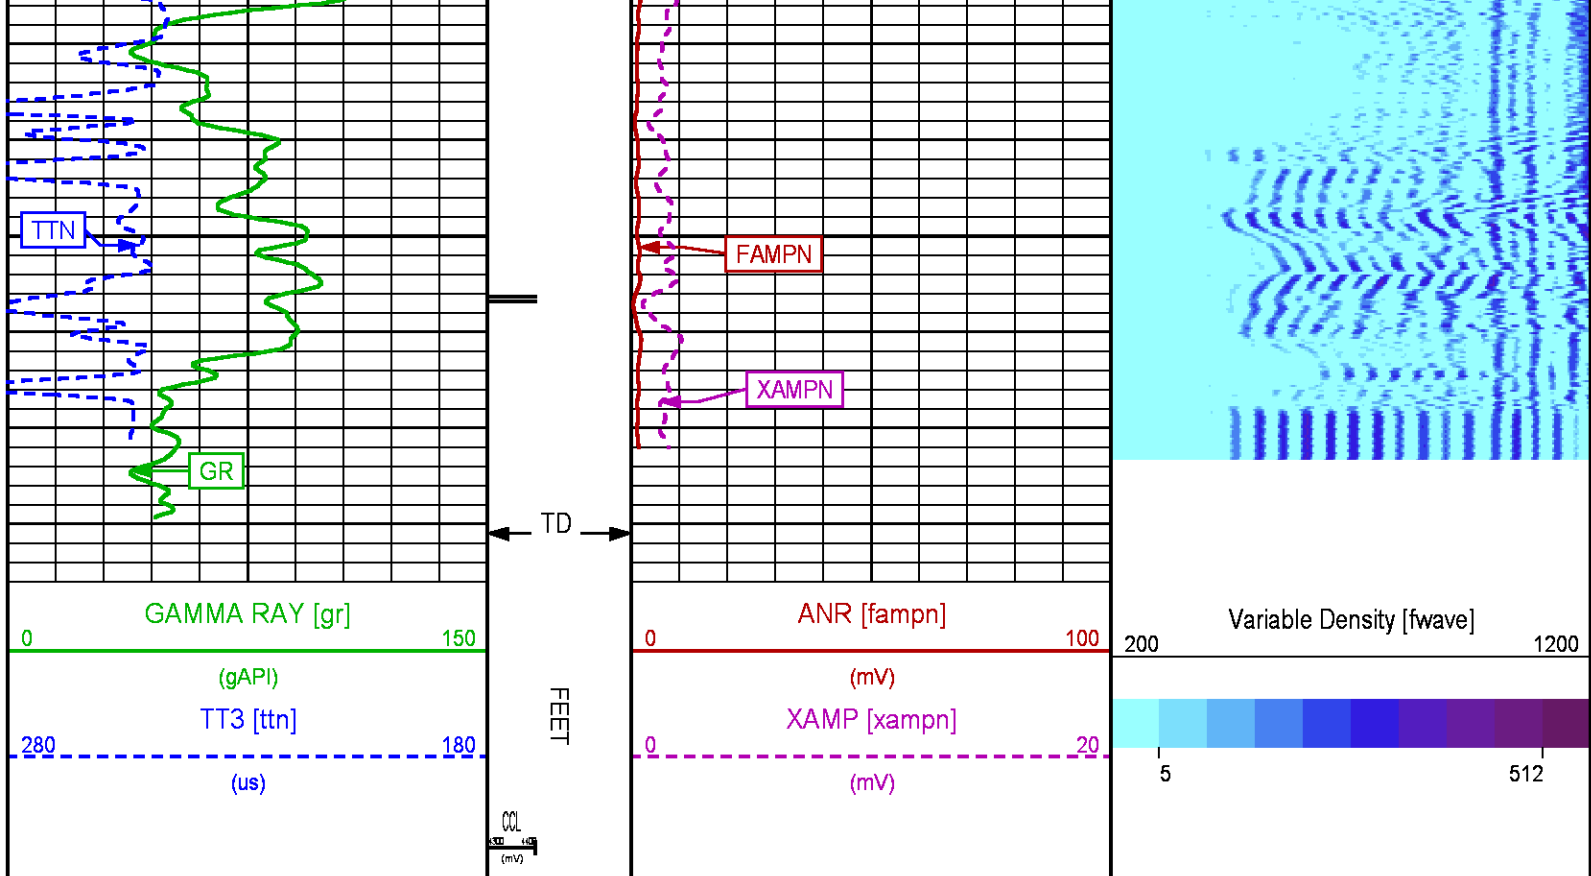 TTN
FAMPN
XAMPN
GR
TD
GAMMA RAY [gr]
0 150
(gAPI)
TT3 [ttn]
280 180
(us)
FEET
CCL
(mV)
ANR [fampn]
0 100
(mV)
XAMP [xampn]
0 20
(mV)
Variable Density [fwave]
200 1200
5 512